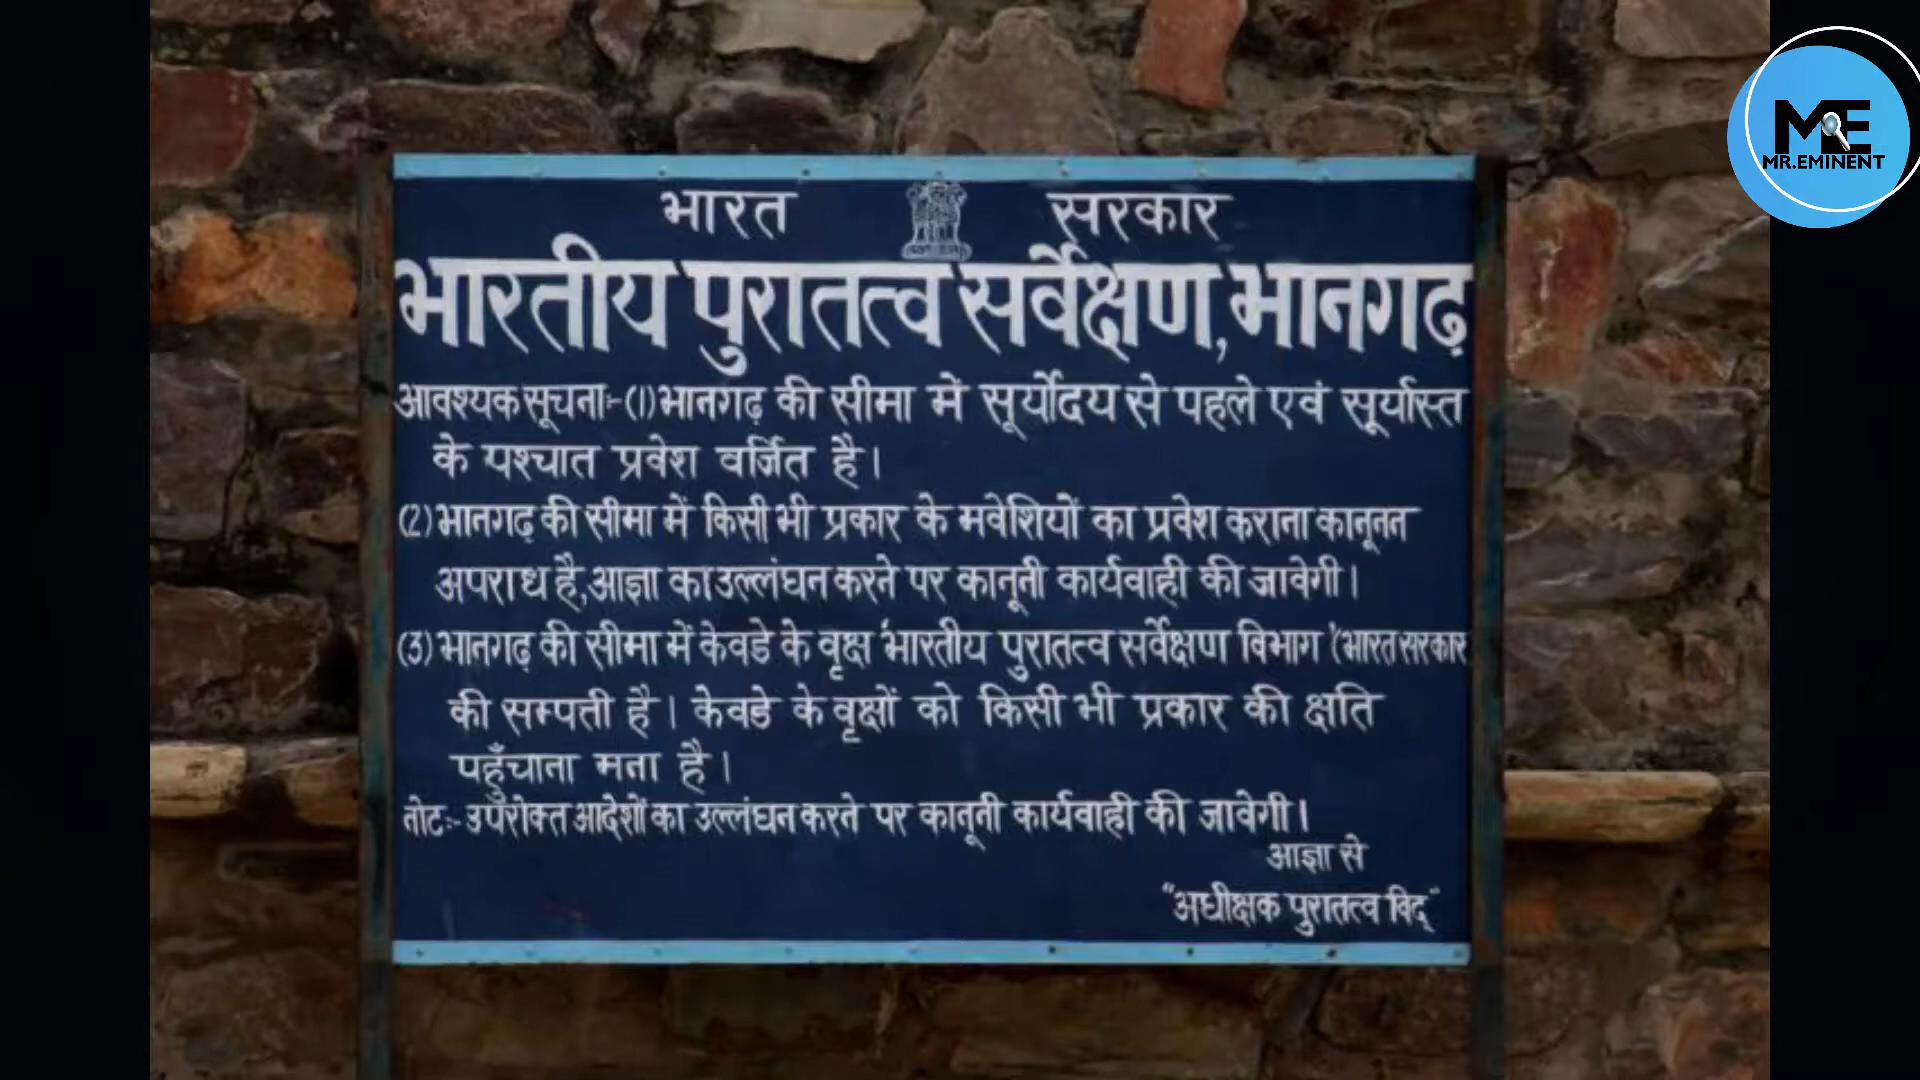 भारत सरकार
भारतीय पुरातत्व सर्वेक्षण, भानगढ़
आवश्यक सूचनाः-(1) भानगढ़ की सीमा में सूर्योदय से पहले एवं सूर्यास्त
के पश्चात प्रवेश वर्जित है।
(2) भानगढ़ की सीमा में किसी भी प्रकार के मवेशियों का प्रवेश कराना कानूनन
अपराध है, आज्ञा का उल्लंघन करने पर कानूनी कार्यवाही की जावेगी।
(3) भानगढ़ की सीमा में केवडे के वृक्ष 'भारतीय पुरातत्व सर्वेक्षण विभाग '(भारत सरकार)
की सम्पती है। केवडे के वृक्षों को किसी भी प्रकार की क्षति
पहुँचाना मना है।
नोटः- उपरोक्त आदेशों का उल्लंघन करने पर कानूनी कार्यवाही की जावेगी।
आज्ञा से
"अधीक्षक पुरातत्व विद्"
ME
MR.EMINENT